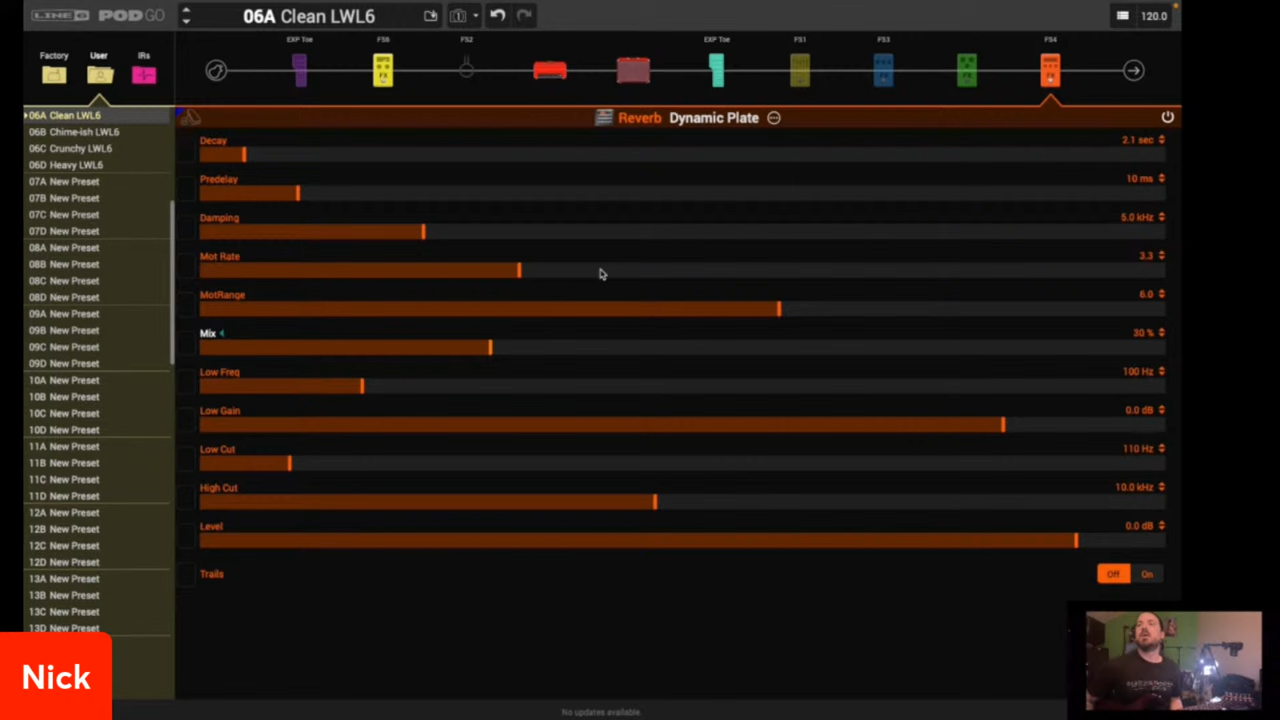 LINE 6 POD GO
06A Clean LWL6
120.0
Factory
User
IRs
EXP Toe
FS6
FS2
EXP Toe
FS1
FS3
FS4
06A Clean LWL6
06B Chime-ish LWL6
06C Crunchy LWL6
06D Heavy LWL6
07A New Preset
07B New Preset
07C New Preset
07D New Preset
08A New Preset
08B New Preset
08C New Preset
08D New Preset
09A New Preset
09B New Preset
09C New Preset
09D New Preset
10A New Preset
10B New Preset
10C New Preset
10D New Preset
11A New Preset
11B New Preset
11C New Preset
11D New Preset
12A New Preset
12B New Preset
12C New Preset
12D New Preset
13A New Preset
13B New Preset
13C New Preset
13D New Preset
Reverb Dynamic Plate
Decay 2.1 sec
Predelay 10 ms
Damping 5.0 kHz
Mot Rate 3.3
MotRange 6.0
Mix 30 %
Low Freq 100 Hz
Low Gain 0.0 dB
Low Cut 110 Hz
High Cut 10.0 kHz
Level 0.0 dB
Trails Off On
Nick
No updates available.